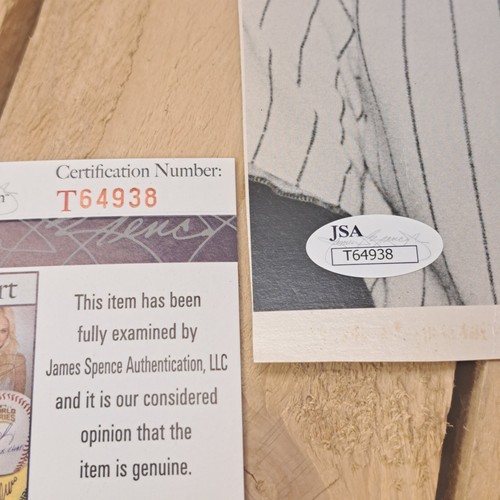 Certification Number:
T64938
This item has been
fully examined by
James Spence Authentication, LLC
and it is our considered
opinion that the
item is genuine.
JSA
T64938